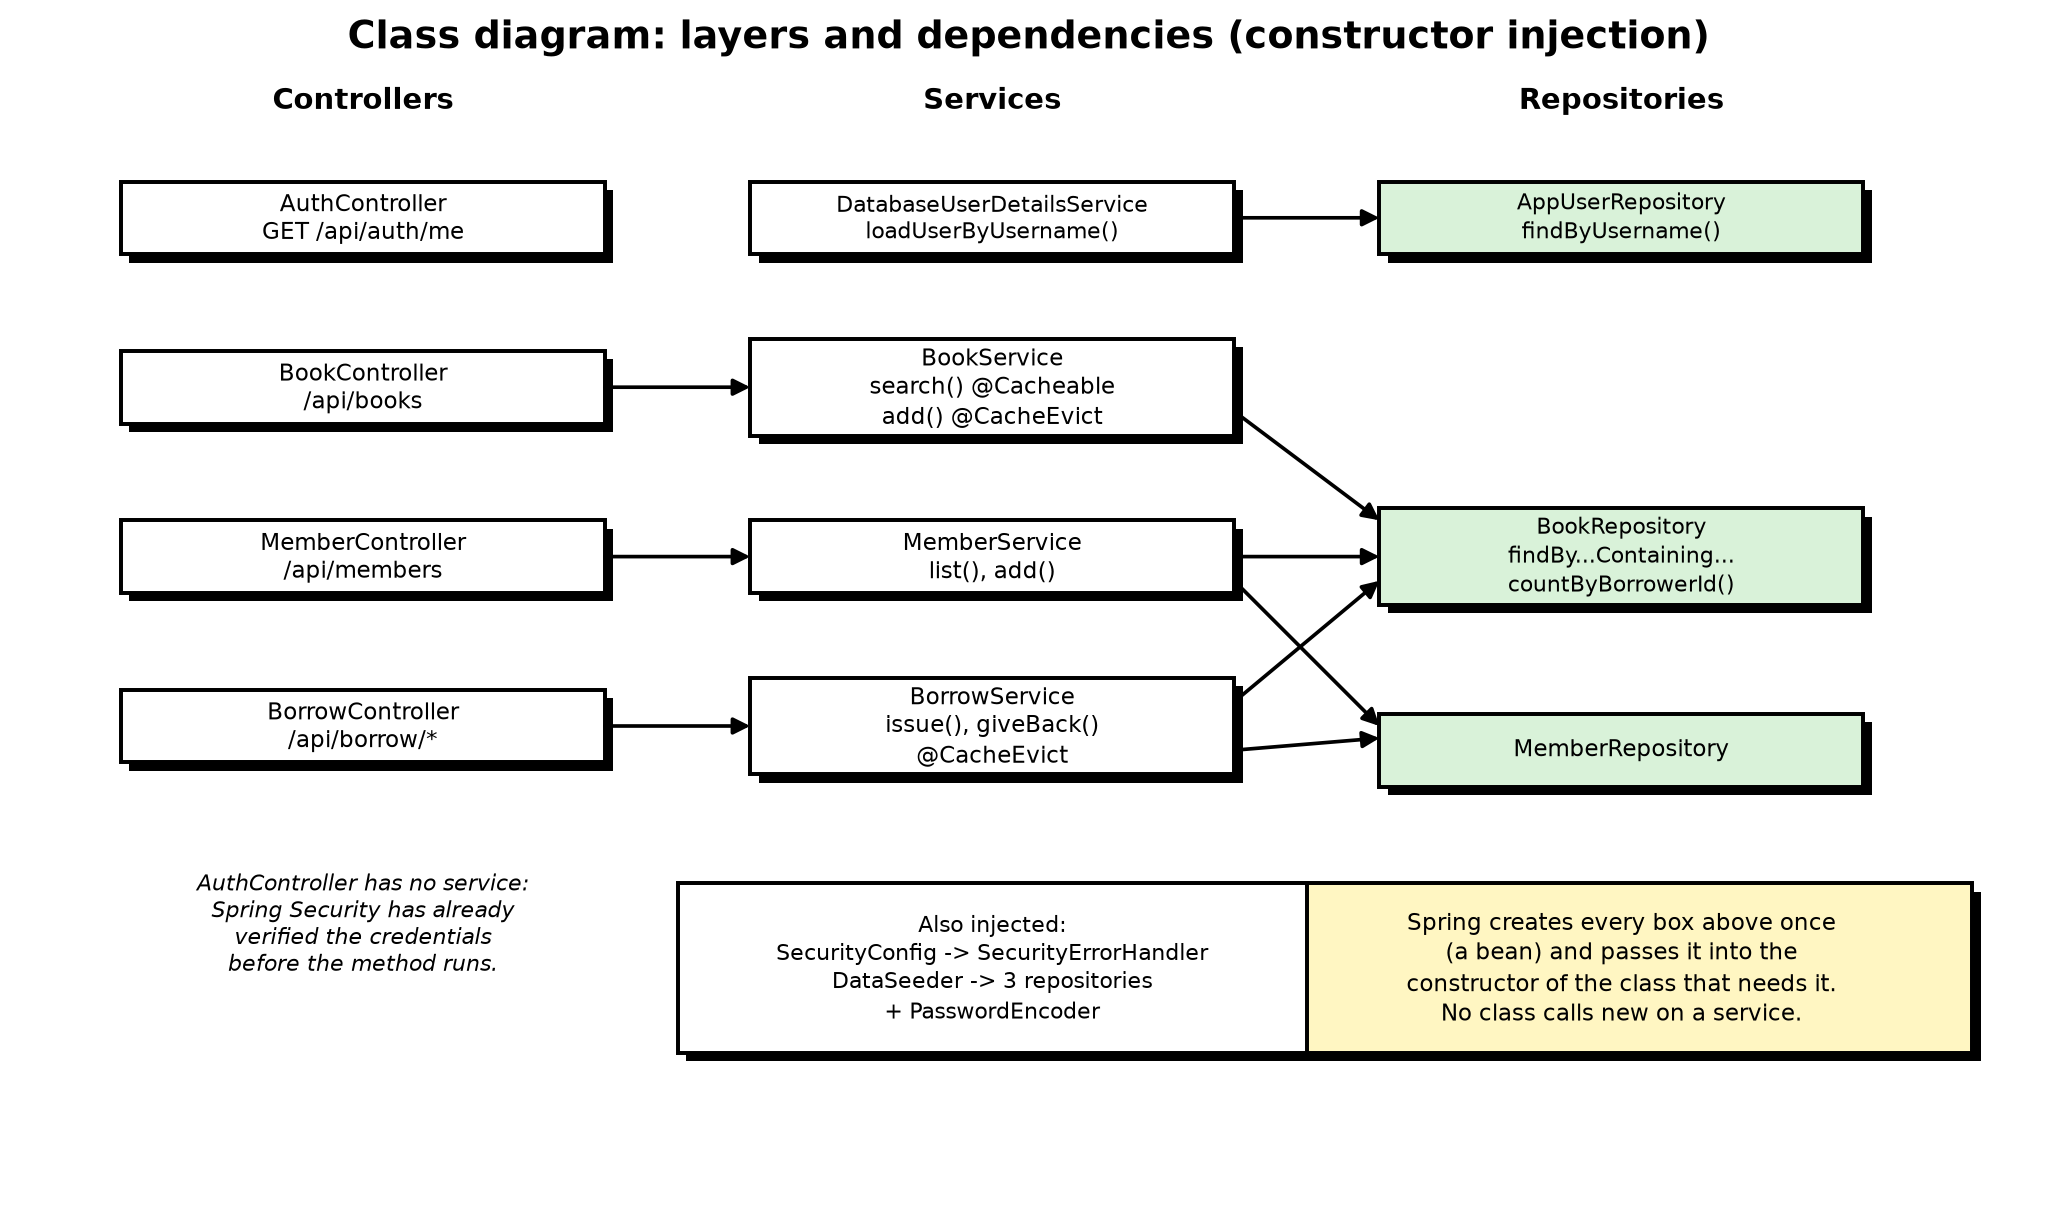 Class diagram: layers and dependencies (constructor injection)
Controllers
Services
Repositories
AuthController
GET /api/auth/me
DatabaseUserDetailsService
loadUserByUsername()
AppUserRepository
findByUsername()
BookController
/api/books
BookService
search() @Cacheable
add() @CacheEvict
MemberController
/api/members
MemberService
list(), add()
BookRepository
findBy...Containing...
countByBorrowerId()
BorrowController
/api/borrow/*
BorrowService
issue(), giveBack()
@CacheEvict
MemberRepository
AuthController has no service:
Spring Security has already
verified the credentials
before the method runs.
Also injected:
SecurityConfig -> SecurityErrorHandler
DataSeeder -> 3 repositories
+ PasswordEncoder
Spring creates every box above once
(a bean) and passes it into the
constructor of the class that needs it.
No class calls new on a service.